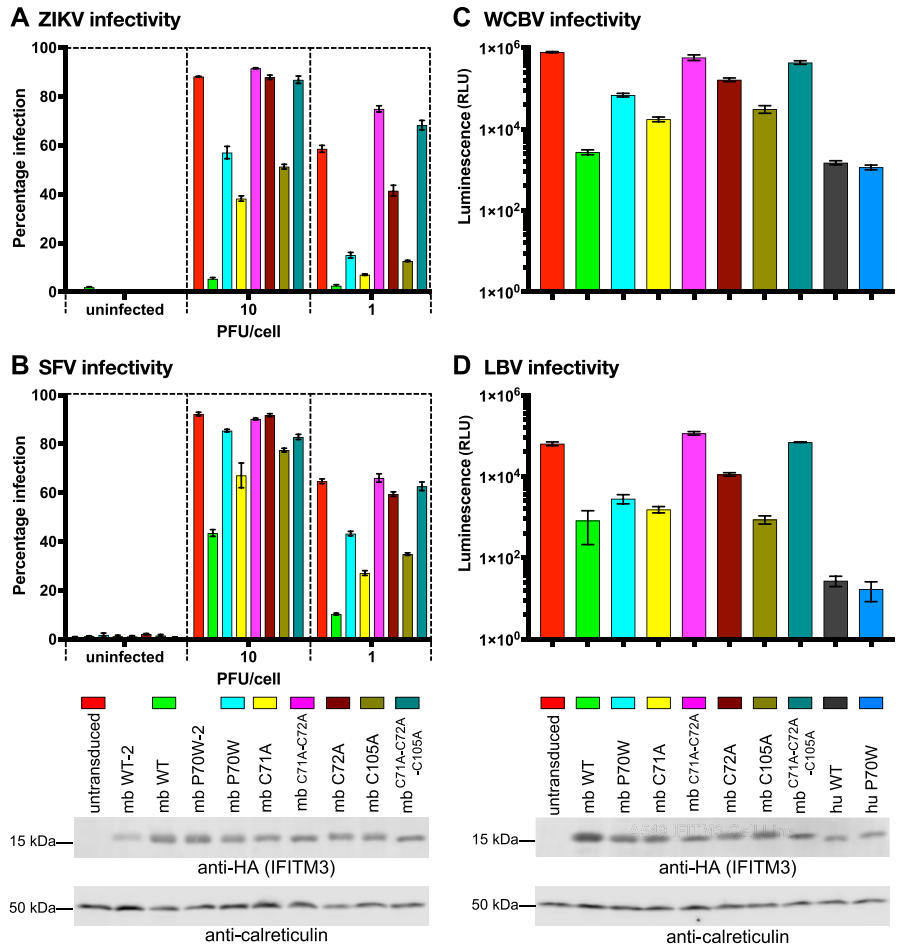 A ZIKV infectivity
Percentage infection
100
80
60
40
20
0
uninfected 10 1
PFU/cell
B SFV infectivity
Percentage infection
100
80
60
40
20
0
uninfected 10 1
PFU/cell
untransduced
mb WT-2
mb WT
mb P70W-2
mb P70W
mb C71A
mb C71A-C72A
mb C72A
mb C105A
mb C71A-C72A
-C105A
15 kDa
anti-HA (IFITM3)
50 kDa
anti-calreticulin
C WCBV infectivity
Luminescence (RLU)
1×10⁶
1×10⁴
1×10²
1×10⁰
D LBV infectivity
Luminescence (RLU)
1×10⁶
1×10⁴
1×10²
1×10⁰
untransduced
mb WT
mb P70W
mb C71A
mb C71A-C72A
mb C72A
mb C105A
mb C71A-C72A
-C105A
hu WT
hu P70W
15 kDa
anti-HA (IFITM3)
50 kDa
anti-calreticulin